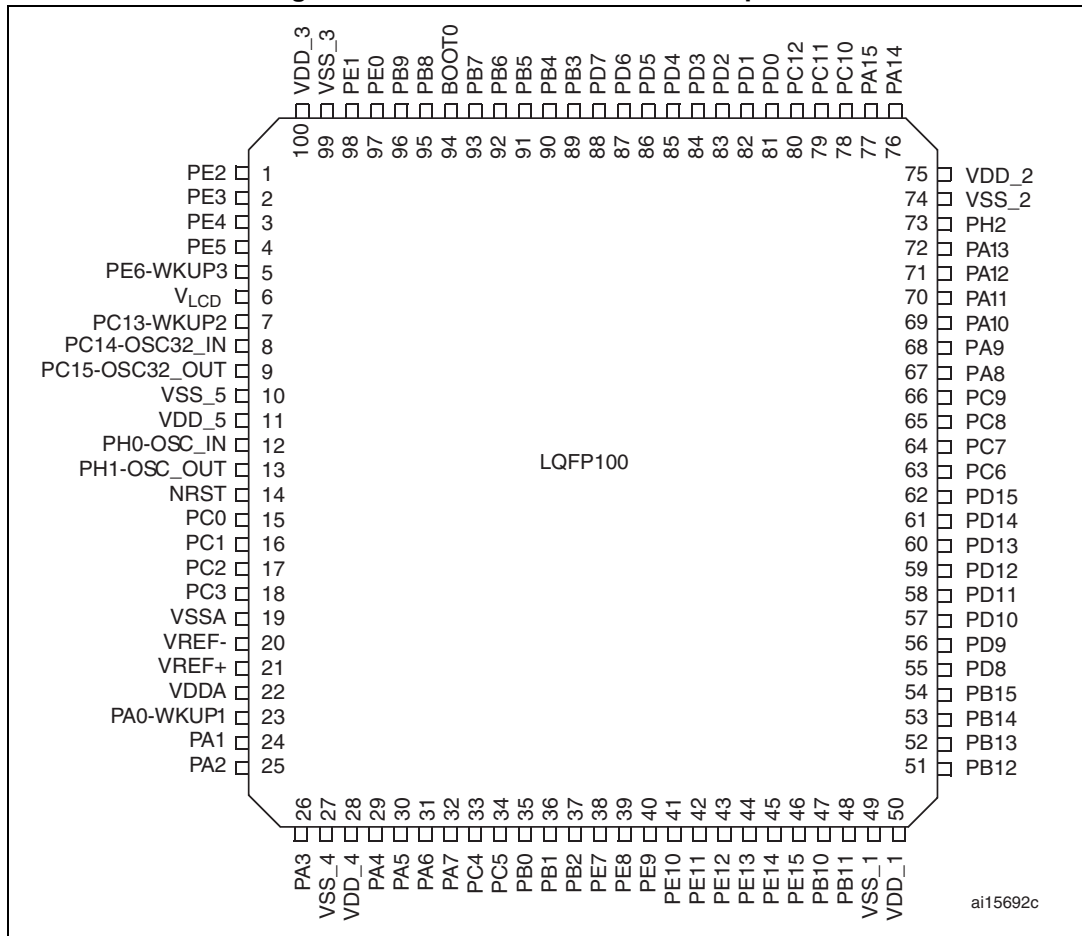 VDD_3
VSS_3
PE1
PE0
PB9
PB8
BOOT0
PB7
PB6
PB5
PB4
PB3
PD7
PD6
PD5
PD4
PD3
PD2
PD1
PD0
PC12
PC11
PC10
PA15
PA14
100
99
98
97
96
95
94
93
92
91
90
89
88
87
86
85
84
83
82
81
80
79
78
77
76
PE2 1
PE3 2
PE4 3
PE5 4
PE6-WKUP3 5
VLCD 6
PC13-WKUP2 7
PC14-OSC32_IN 8
PC15-OSC32_OUT 9
VSS_5 10
VDD_5 11
PH0-OSC_IN 12
PH1-OSC_OUT 13
NRST 14
PC0 15
PC1 16
PC2 17
PC3 18
VSSA 19
VREF- 20
VREF+ 21
VDDA 22
PA0-WKUP1 23
PA1 24
PA2 25
LQFP100
75 VDD_2
74 VSS_2
73 PH2
72 PA13
71 PA12
70 PA11
69 PA10
68 PA9
67 PA8
66 PC9
65 PC8
64 PC7
63 PC6
62 PD15
61 PD14
60 PD13
59 PD12
58 PD11
57 PD10
56 PD9
55 PD8
54 PB15
53 PB14
52 PB13
51 PB12
26
27
28
29
30
31
32
33
34
35
36
37
38
39
40
41
42
43
44
45
46
47
48
49
50
PA3
VSS_4
VDD_4
PA4
PA5
PA6
PA7
PC4
PC5
PB0
PB1
PB2
PE7
PE8
PE9
PE10
PE11
PE12
PE13
PE14
PE15
PB10
PB11
VSS_1
VDD_1
ai15692c